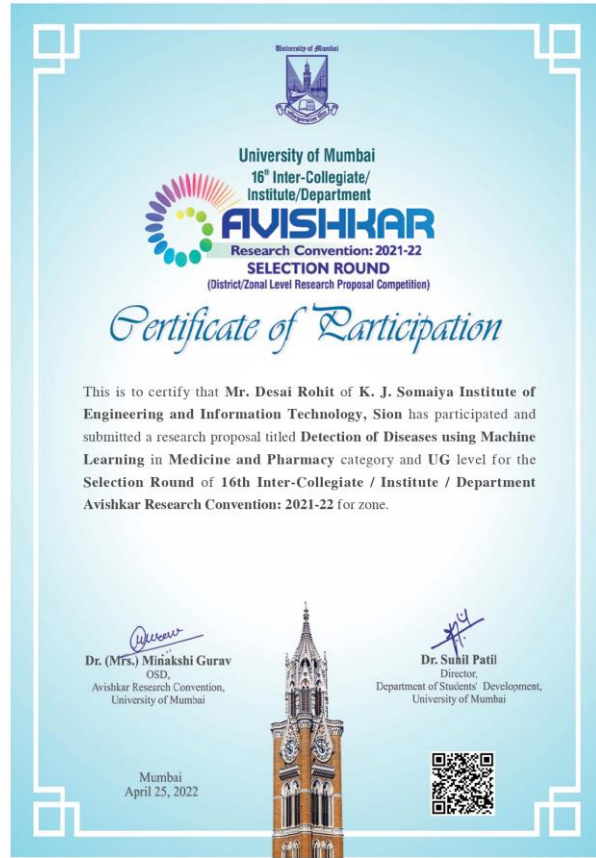 University of Mumbai
University of Mumbai
16th Inter-Collegiate/
Institute/Department
AVISHKAR
Research Convention: 2021-22
SELECTION ROUND
(District/Zonal Level Research Proposal Competition)
Certificate of Participation
This is to certify that Mr. Desai Rohit of K. J. Somaiya Institute of
Engineering and Information Technology, Sion has participated and
submitted a research proposal titled Detection of Diseases using Machine
Learning in Medicine and Pharmacy category and UG level for the
Selection Round of 16th Inter-Collegiate / Institute / Department
Avishkar Research Convention: 2021-22 for zone.
Dr. (Mrs.) Minakshi Gurav
OSD,
Avishkar Research Convention,
University of Mumbai
Dr. Sunil Patil
Director,
Department of Students' Development,
University of Mumbai
Mumbai
April 25, 2022